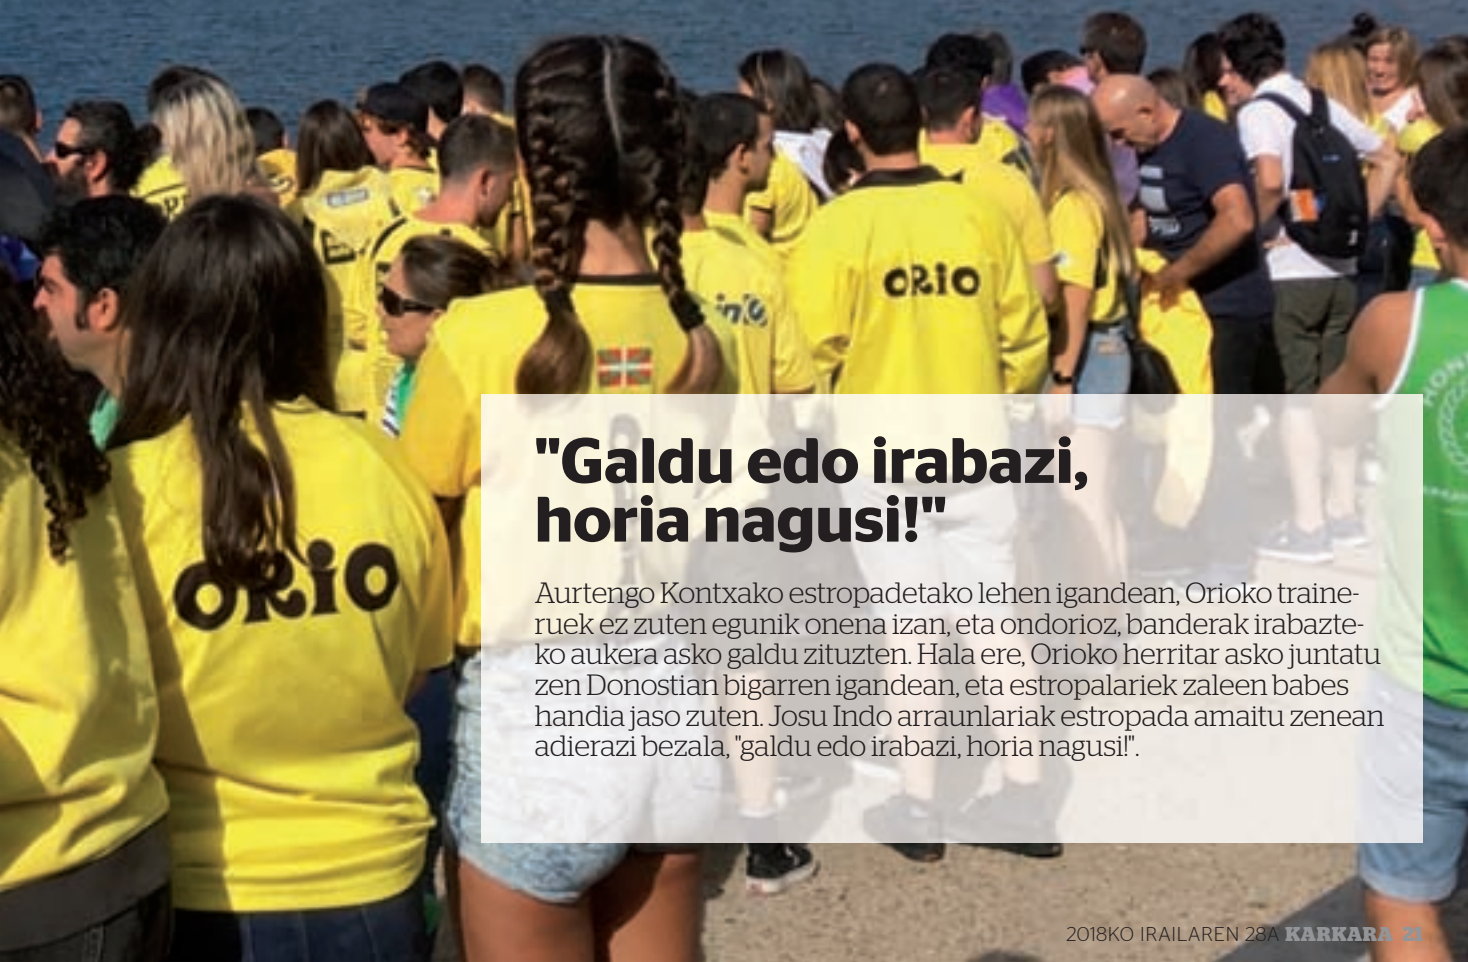 ORIO
ORIO
"Galdu edo irabazi,
horia nagusi!"
Aurtengo Kontxako estropadetako lehen igandean, Orioko traine-
ruek ez zuten egunik onena izan, eta ondorioz, banderak irabazte-
ko aukera asko galdu zituzten. Hala ere, Orioko herritar asko juntatu
zen Donostian bigarren igandean, eta estropalariek zaleen babes
handia jaso zuten. Josu Indo arraunlariak estropada amaitu zenean
adierazi bezala, "galdu edo irabazi, horia nagusi!".
2018KO IRAILAREN 28A KARKARA 21